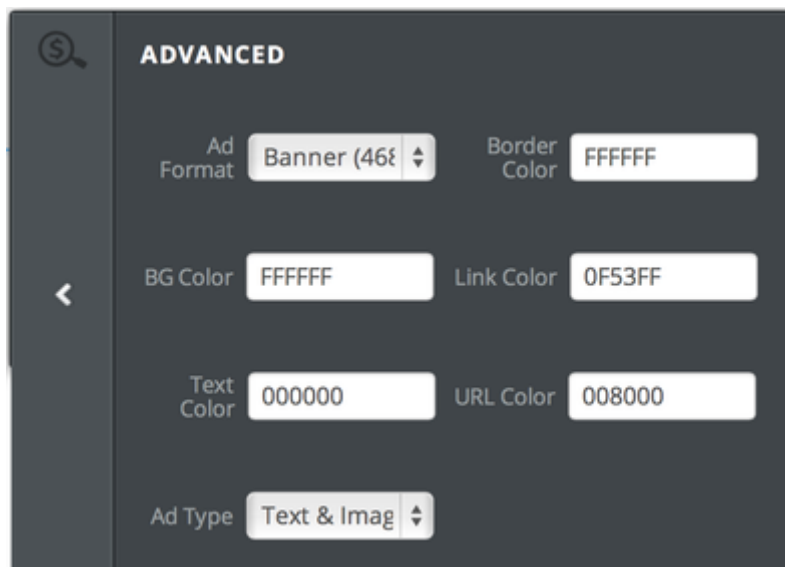 ADVANCED
Ad Format Banner (468 Border Color FFFFFF
BG Color FFFFFF Link Color 0F53FF
Text Color 000000 URL Color 008000
Ad Type Text & Imag